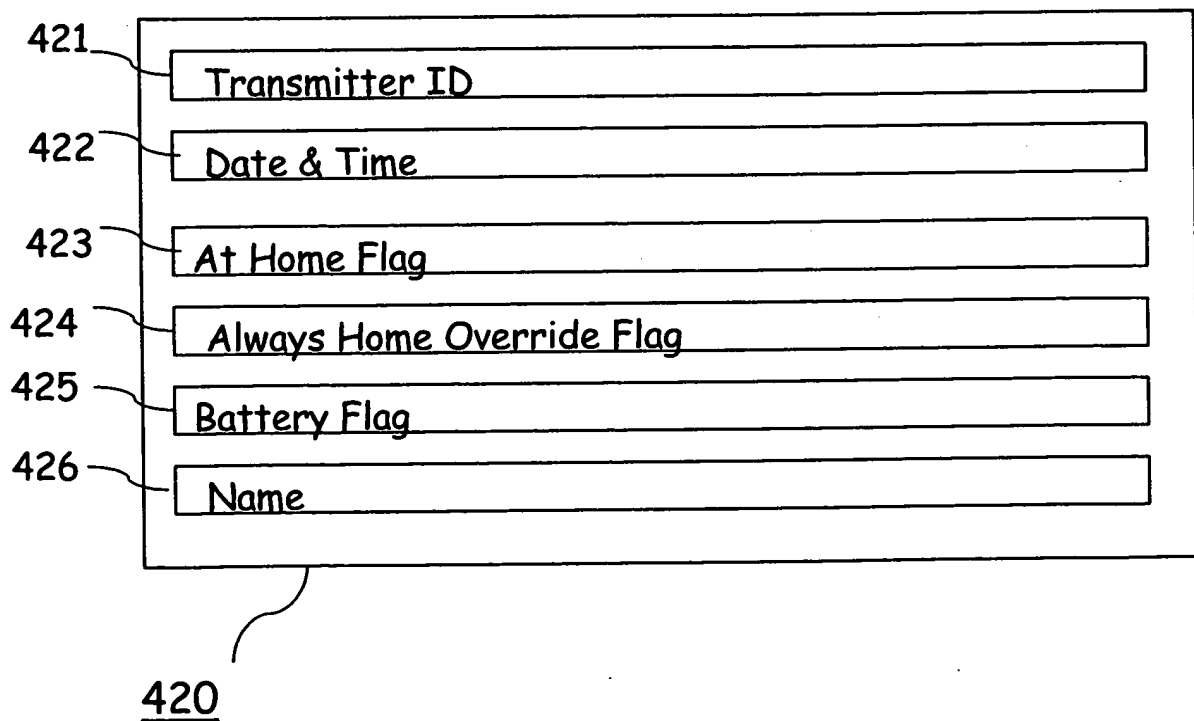 421 Transmitter ID
422 Date & Time
423 At Home Flag
424 Always Home Override Flag
425 Battery Flag
426 Name
420